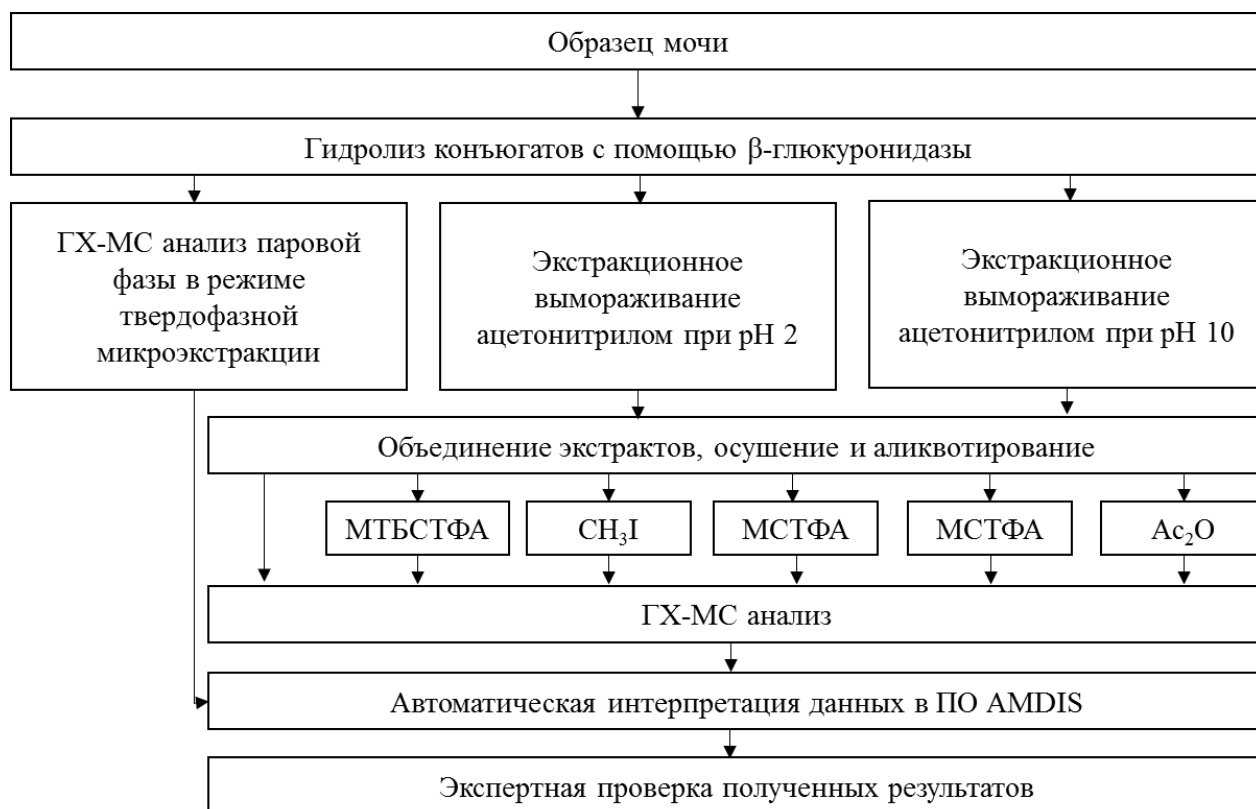 Образец мочи
Гидролиз конъюгатов с помощью β-глюкуронидазы
ГХ-МС анализ паровой
фазы в режиме
твердофазной
микроэкстракции
Экстракционное
вымораживание
ацетонитрилом при pH 2
Экстракционное
вымораживание
ацетонитрилом при pH 10
Объединение экстрактов, осушение и аликвотирование
МТБСТФА
CH₃I
МСТФА
МСТФА
Ac₂O
ГХ-МС анализ
Автоматическая интерпретация данных в ПО AMDIS
Экспертная проверка полученных результатов